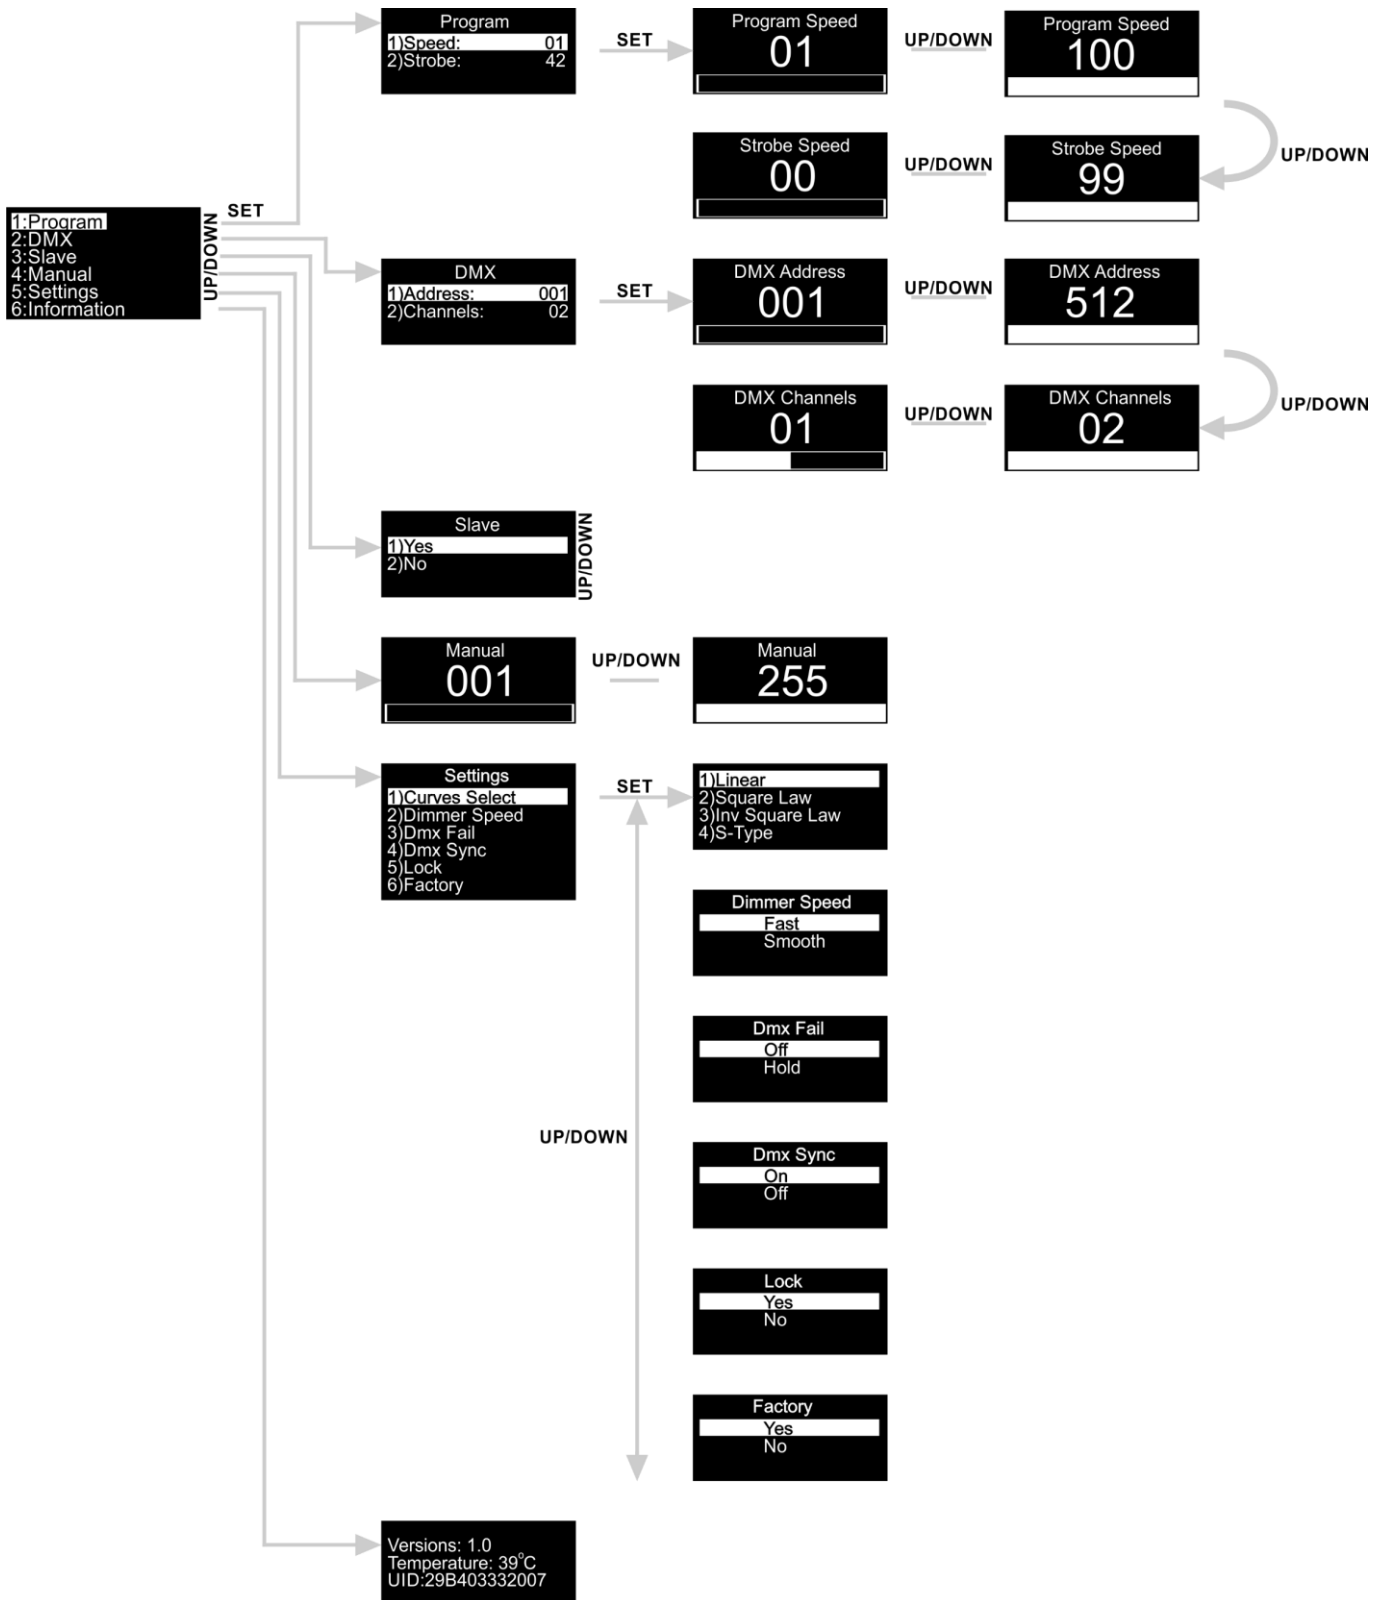 Program
1)Speed: 01
2)Strobe: 42
SET
Program Speed
01
UP/DOWN
Program Speed
100
Strobe Speed
00
UP/DOWN
Strobe Speed
99
UP/DOWN
1:Program
2:DMX
3:Slave
4:Manual
5:Settings
6:Information
UP/DOWN
SET
DMX
1)Address: 001
2)Channels: 02
SET
DMX Address
001
UP/DOWN
DMX Address
512
DMX Channels
01
UP/DOWN
DMX Channels
02
UP/DOWN
Slave
1)Yes
2)No
UP/DOWN
Manual
001
UP/DOWN
Manual
255
Settings
1)Curves Select
2)Dimmer Speed
3)Dmx Fail
4)Dmx Sync
5)Lock
6)Factory
SET
1)Linear
2)Square Law
3)Inv Square Law
4)S-Type
Dimmer Speed
Fast
Smooth
Dmx Fail
Off
Hold
UP/DOWN
Dmx Sync
On
Off
Lock
Yes
No
Factory
Yes
No
Versions: 1.0
Temperature: 39°C
UID:29B403332007